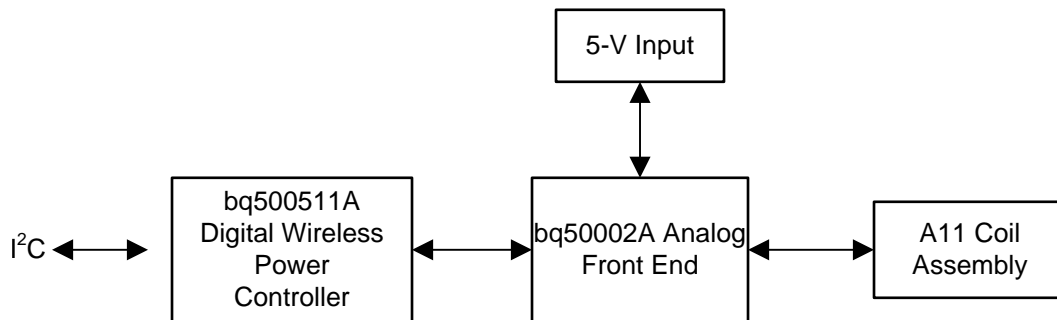 5-V Input
bq500511A
Digital Wireless
Power
Controller
bq50002A Analog
Front End
A11 Coil
Assembly
I²C